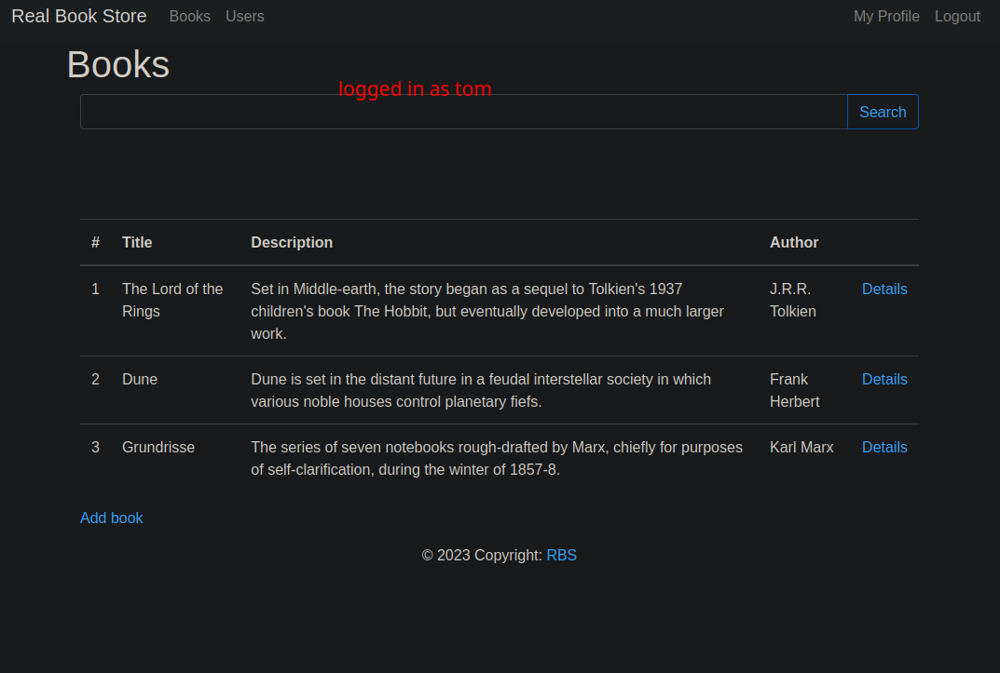 Real Book Store Books Users My Profile Logout
Books
logged in as tom
Search
# Title Description Author
1 The Lord of the Rings Set in Middle-earth, the story began as a sequel to Tolkien's 1937 children's book The Hobbit, but eventually developed into a much larger work. J.R.R. Tolkien Details
2 Dune Dune is set in the distant future in a feudal interstellar society in which various noble houses control planetary fiefs. Frank Herbert Details
3 Grundrisse The series of seven notebooks rough-drafted by Marx, chiefly for purposes of self-clarification, during the winter of 1857-8. Karl Marx Details
Add book
© 2023 Copyright: RBS